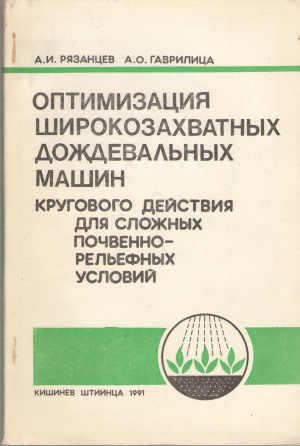 А.И. РЯЗАНЦЕВ А.О. ГАВРИЛИЦА
ОПТИМИЗАЦИЯ
ШИРОКОЗАХВАТНЫХ
ДОЖДЕВАЛЬНЫХ
МАШИН
КРУГОВОГО ДЕЙСТВИЯ
ДЛЯ СЛОЖНЫХ
ПОЧВЕННО-
РЕЛЬЕФНЫХ
УСЛОВИЙ
КИШИНЕВ ШТИИНЦА 1991